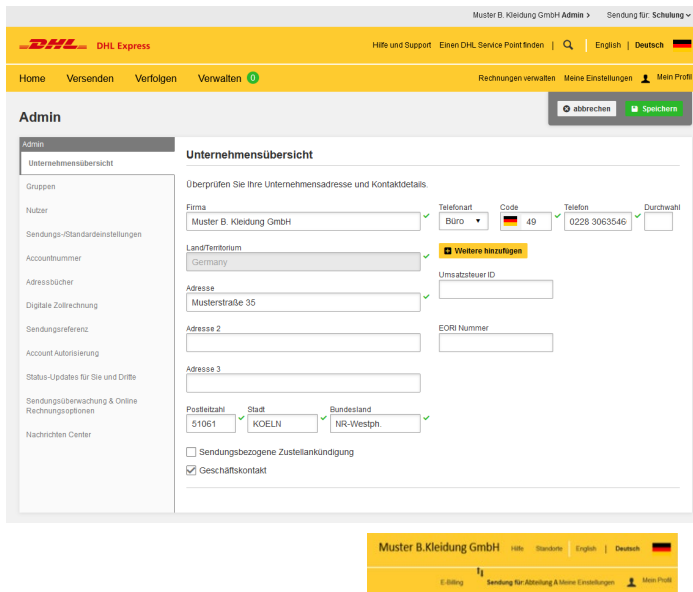 Muster B. Kleidung GmbH Admin > Sendung für: Schulung
DHL DHL Express
Hilfe und Support Einen DHL Service Point finden | English | Deutsch
Home Versenden Verfolgen Verwalten 0
Rechnungen verwalten Meine Einstellungen Mein Profil
Admin
abbrechen Speichern
Admin
Unternehmensübersicht
Gruppen
Nutzer
Sendungs-/Standardeinstellungen
Accountnummer
Adressbücher
Digitale Zollrechnung
Sendungsreferenz
Account Autorisierung
Status-Updates für Sie und Dritte
Sendungsüberwachung & Online
Rechnungsoptionen
Nachrichten Center
Unternehmensübersicht
Überprüfen Sie Ihre Unternehmensadresse und Kontaktdetails.
Firma
Muster B. Kleidung GmbH
Land/Territorium
Germany
Adresse
Musterstraße 35
Adresse 2
Adresse 3
Postleitzahl Stadt Bundesland
51061 KOELN NR-Westph.
Sendungsbezogene Zustellankündigung
Geschäftskontakt
Telefonart Code Telefon Durchwahl
Büro 49 0228 3063546
Weitere hinzufügen
Umsatzsteuer ID
EORI Nummer
Muster B.Kleidung GmbH Hilfe Standorte English | Deutsch
E-Billing Sendung für: Abteilung A Meine Einstellungen Mein Profil